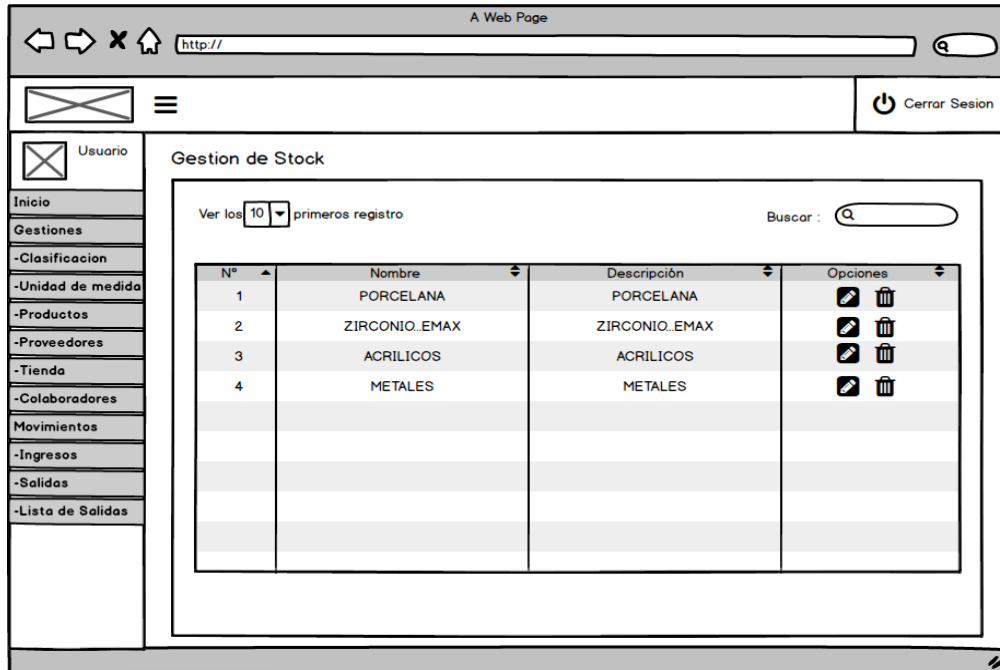 A Web Page
http://
Cerrar Sesion
Usuario
Inicio
Gestiones
-Clasificacion
-Unidad de medida
-Productos
-Proveedores
-Tienda
-Colaboradores
Movimientos
-Ingresos
-Salidas
-Lista de Salidas
Gestion de Stock
Ver los 10 primeros registro
Buscar :
N° Nombre Descripción Opciones
1 PORCELANA PORCELANA
2 ZIRCONIO..EMAX ZIRCONIO..EMAX
3 ACRILICOS ACRILICOS
4 METALES METALES